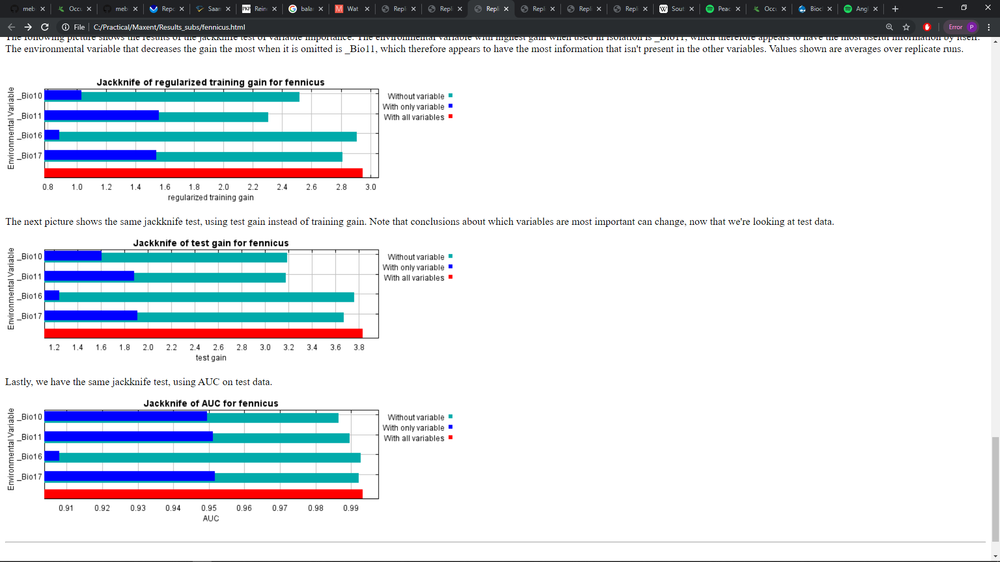 meb
Occu
meb
Repo
Saari
PKP Rein
balar
M Wat
Repli
Repli
Repli
Repli
Repli
Repli
W Sout
Peac
Occu
Biocl
Angl
File C:/Practical/Maxent/Results_subs/fennicus.html
Error P
The following picture shows the results of the jackknife test of variable importance. The environmental variable with highest gain when used in isolation is _Bio11, which therefore appears to have the most useful information by itself.
The environmental variable that decreases the gain the most when it is omitted is _Bio11, which therefore appears to have the most information that isn't present in the other variables. Values shown are averages over replicate runs.
Jackknife of regularized training gain for fennicus
Environmental Variable
_Bio10
_Bio11
_Bio16
_Bio17
Without variable
With only variable
With all variables
0.8 1.0 1.2 1.4 1.6 1.8 2.0 2.2 2.4 2.6 2.8 3.0
regularized training gain
The next picture shows the same jackknife test, using test gain instead of training gain. Note that conclusions about which variables are most important can change, now that we're looking at test data.
Jackknife of test gain for fennicus
Environmental Variable
_Bio10
_Bio11
_Bio16
_Bio17
Without variable
With only variable
With all variables
1.2 1.4 1.6 1.8 2.0 2.2 2.4 2.6 2.8 3.0 3.2 3.4 3.6 3.8
test gain
Lastly, we have the same jackknife test, using AUC on test data.
Jackknife of AUC for fennicus
Environmental Variable
_Bio10
_Bio11
_Bio16
_Bio17
Without variable
With only variable
With all variables
0.91 0.92 0.93 0.94 0.95 0.96 0.97 0.98 0.99
AUC